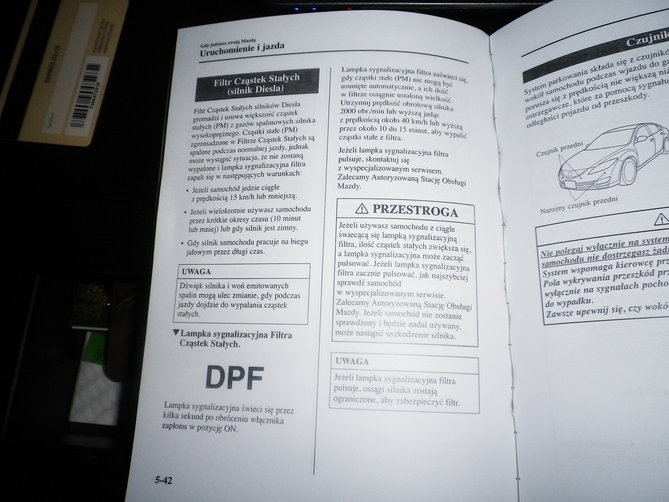 Gdy jedziesz swoją Mazdą
Uruchomienie i jazda
Filtr Cząstek Stałych
(silnik Diesla)
Filtr Cząstek Stałych silników Diesla
gromadzi i usuwa większość cząstek
stałych (PM) z gazów spalinowych silnika
wysokoprężnego. Cząstki stałe (PM)
zgromadzone w Filtrze Cząstek Stałych są
spalane podczas normalnej jazdy, jednak
może wystąpić sytuacja, że nie zostaną
wypalone i lampka sygnalizacyjna filtra
zapali się w następujących warunkach:
• Jeżeli samochód jedzie ciągle
z prędkością 15 km/h lub mniejszą.
• Jeżeli wielokrotnie używasz samochodu
przez krótkie okresy czasu (10 minut
lub mniej) lub gdy silnik jest zimny.
• Gdy silnik samochodu pracuje na biegu
jałowym przez długi czas.
UWAGA
Dźwięk silnika i woń emitowanych
spalin mogą ulec zmianie, gdy podczas
jazdy dojdzie do wypalania cząstek
stałych.
▼Lampka sygnalizacyjna Filtra
Cząstek Stałych.
DPF
Lampka sygnalizacyjna świeci się przez
kilka sekund po obróceniu włącznika
zapłonu w pozycję ON.
5-42
Lampka sygnalizacyjna filtra zaświeci się,
gdy cząstki stałe (PM) nie mogą być
usunięte automatycznie, a ich ilość
w filtrze osiągnie ustaloną wielkość.
Utrzymuj prędkość obrotową silnika
2000 obr./min lub wyższą jadąc
z prędkością około 40 km/h lub wyższą
przez około 10 do 15 minut, aby wypalić
cząstki stałe z filtra.
Jeżeli lampka sygnalizacyjna filtra
pulsuje, skontaktuj się
z wyspecjalizowanym serwisem.
Zalecamy Autoryzowaną Stację Obsługi
Mazdy.
⚠ PRZESTROGA
Jeżeli używasz samochodu z ciągle
świecącą się lampką sygnalizacyjną
filtra, ilość cząstek stałych zwiększa się,
a lampka sygnalizacyjna może zacząć
pulsować. Jeżeli lampka sygnalizacyjna
filtra zacznie pulsować, jak najszybciej
sprawdź samochód
w wyspecjalizowanym serwisie.
Zalecamy Autoryzowaną Stację Obsługi
Mazdy. Jeżeli samochód nie zostanie
sprawdzony i będzie nadal używany,
może nastąpić uszkodzenie silnika.
UWAGA
Jeżeli lampka sygnalizacyjna filtra
pulsuje, osiągi silnika zostają
ograniczone, aby zabezpieczyć filtr.
Czujnik
System parkowania składa się z czujników
wokół samochodu podczas wjazdu do
porusza się z prędkością nie większą
ostrzegawcze, które za pomocą
odległości pojazdu od przeszkody.
Czujnik przedni
Narożny czujnik przedni
⚠
Nie polegaj wyłącznie na
samochodu nie dostrzegasz
System wspomaga kierowcę
Pola wykrywania przeszkód
wyłącznie na sygnałach
do wypadku.
Zawsze upewnij się, czy